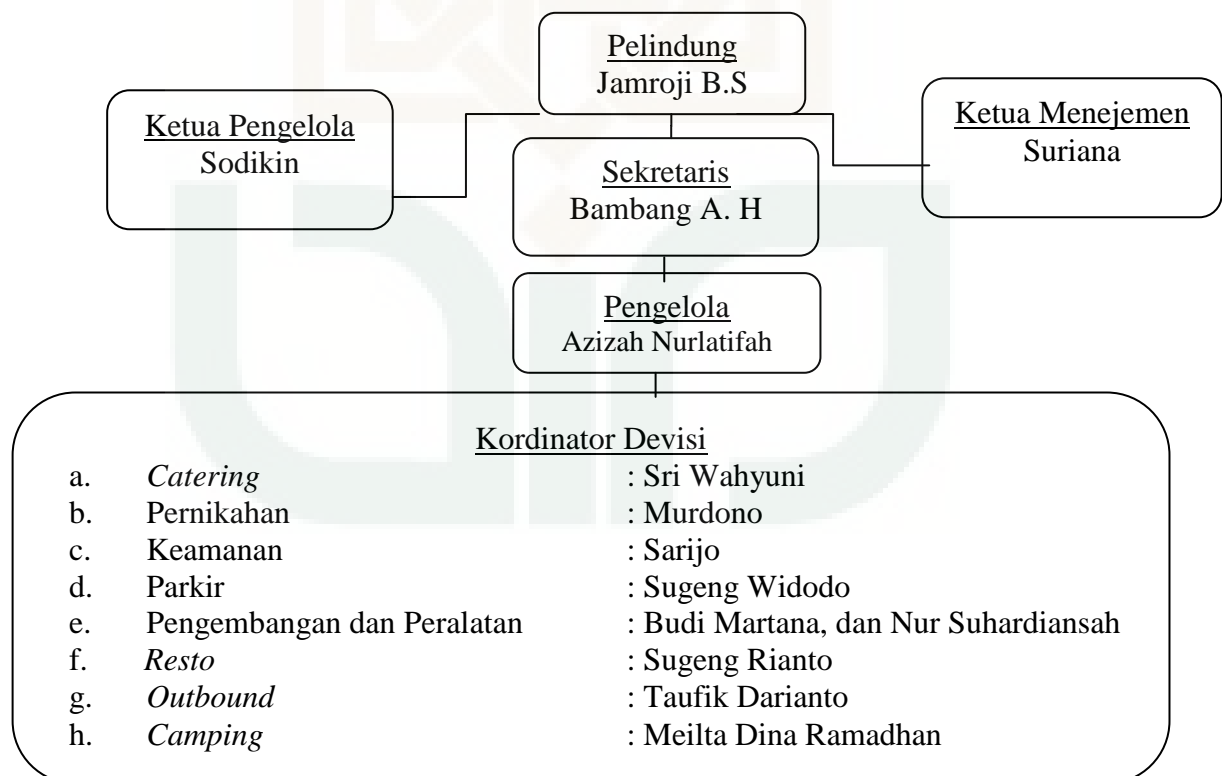 Pelindung
Jamroji B.S
Ketua Pengelola
Sodikin
Ketua Menejemen
Suriana
Sekretaris
Bambang A. H
Pengelola
Azizah Nurlatifah
Kordinator Devisi
a. Catering : Sri Wahyuni
b. Pernikahan : Murdono
c. Keamanan : Sarijo
d. Parkir : Sugeng Widodo
e. Pengembangan dan Peralatan : Budi Martana, dan Nur Suhardiansah
f. Resto : Sugeng Rianto
g. Outbound : Taufik Darianto
h. Camping : Meilta Dina Ramadhan